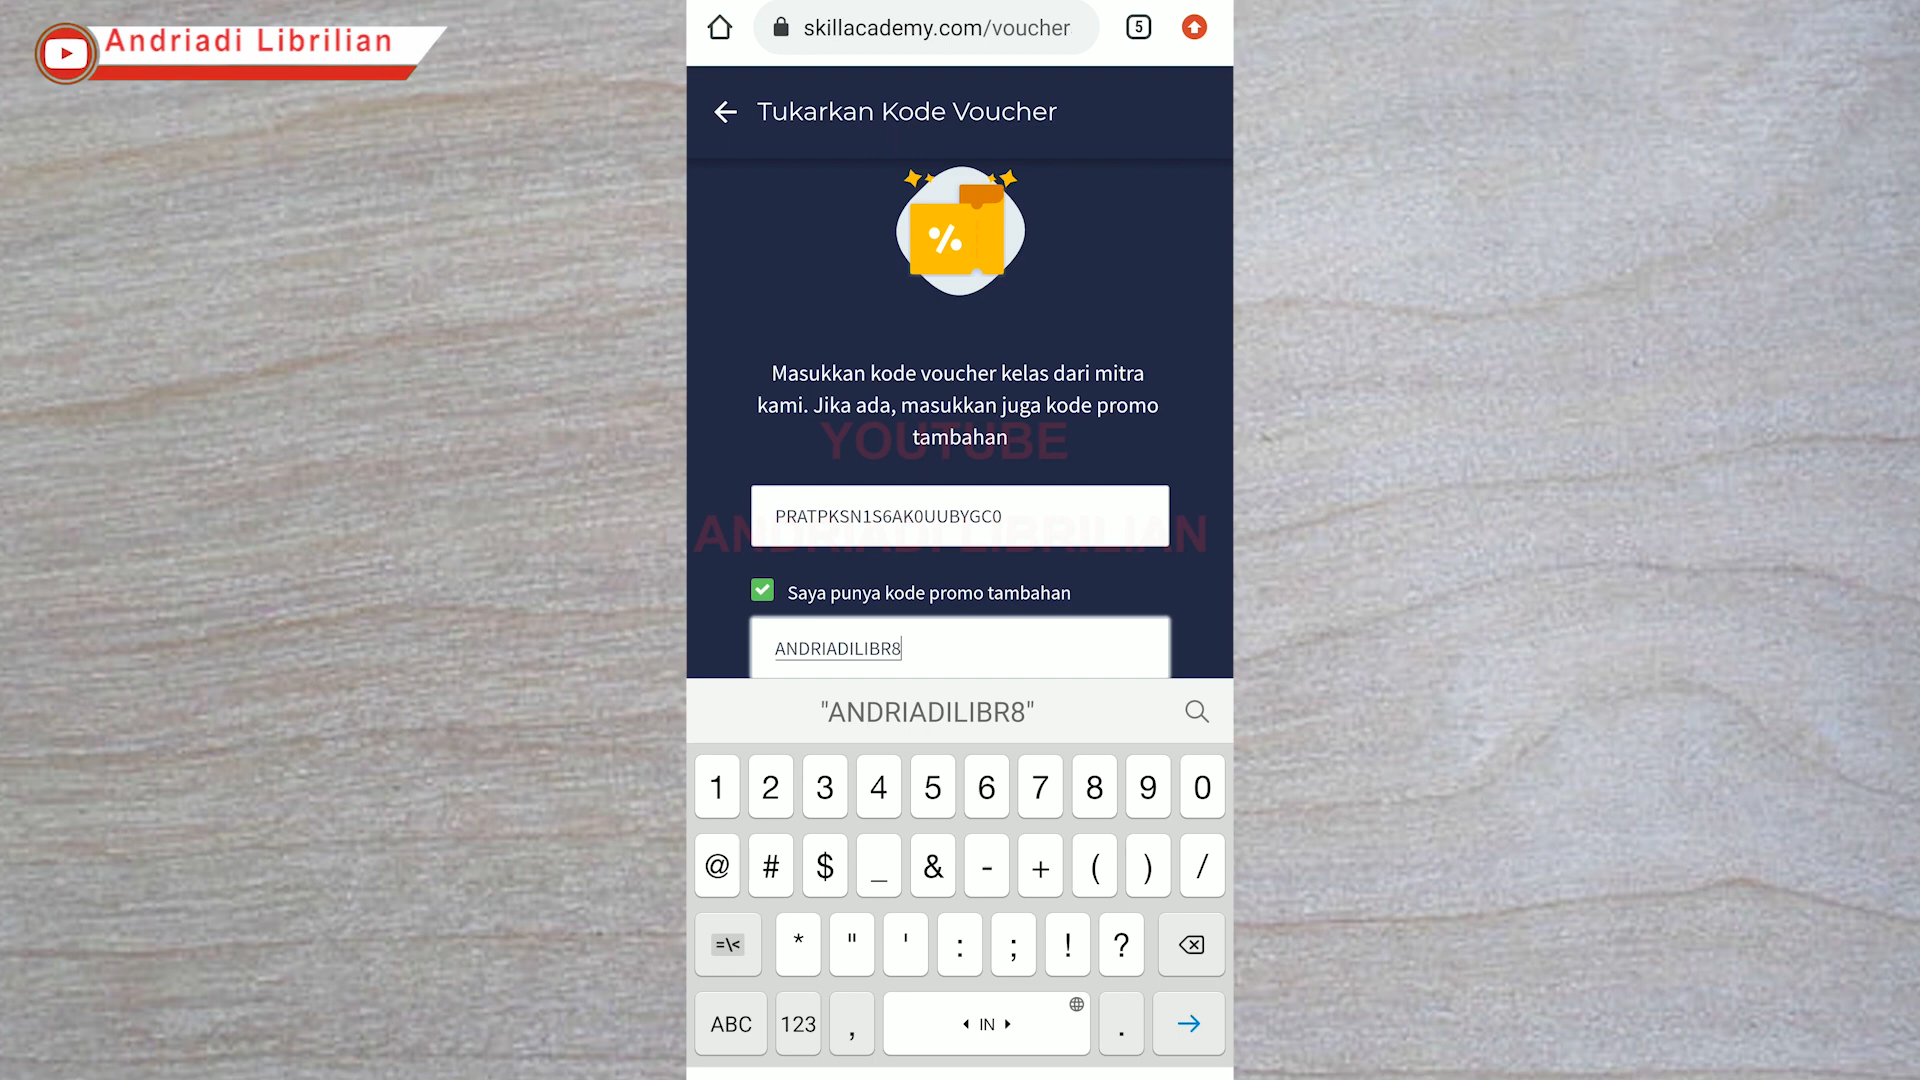 Andriadi Librilian
skillacademy.com/voucher
5
Tukarkan Kode Voucher
%
Masukkan kode voucher kelas dari mitra
kami. Jika ada, masukkan juga kode promo
tambahan
YOUTUBE
PRATPKSN1S6AK0UUBYGC0
ANDRIADI LIBRILIAN
Saya punya kode promo tambahan
ANDRIADILIBR8
"ANDRIADILIBR8"
1 2 3 4 5 6 7 8 9 0
@ # $ _ & - + ( ) /
=\< * " ' : ; ! ?
ABC 123 , IN .